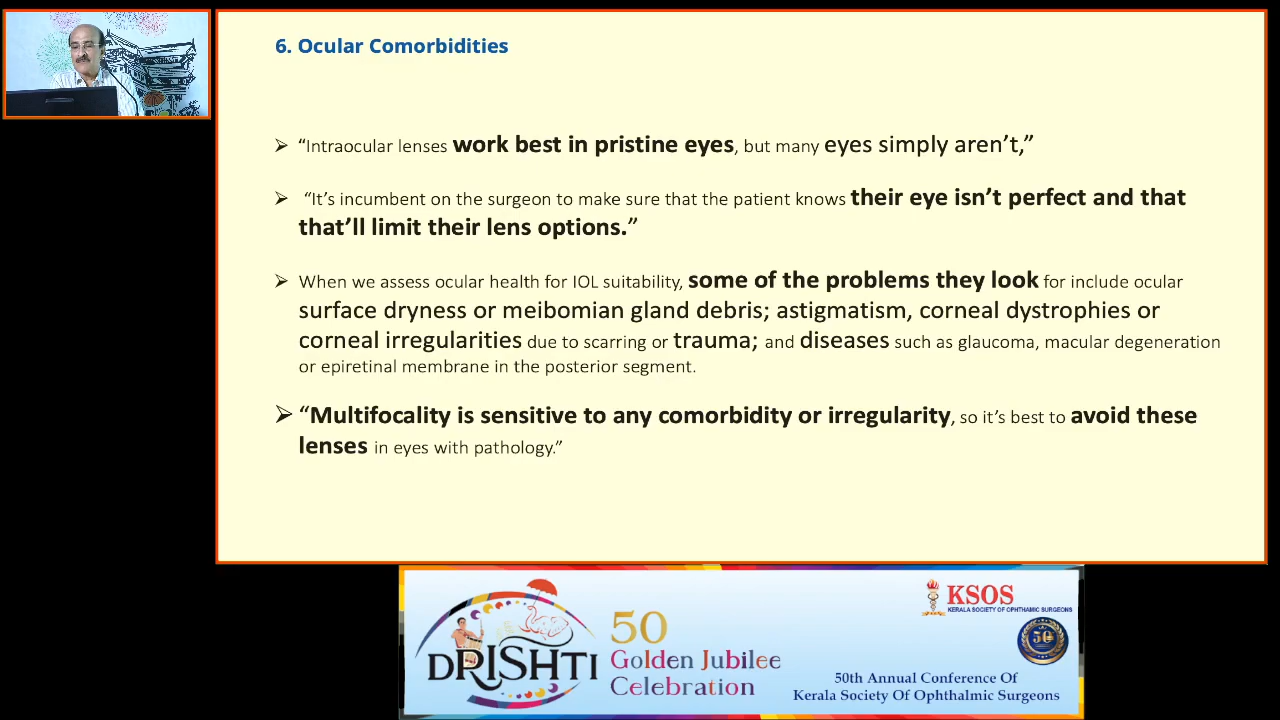 6. Ocular Comorbidities
➢ “Intraocular lenses work best in pristine eyes, but many eyes simply aren’t,”
➢ “It’s incumbent on the surgeon to make sure that the patient knows their eye isn’t perfect and that
that’ll limit their lens options.”
➢ When we assess ocular health for IOL suitability, some of the problems they look for include ocular
surface dryness or meibomian gland debris; astigmatism, corneal dystrophies or
corneal irregularities due to scarring or trauma; and diseases such as glaucoma, macular degeneration
or epiretinal membrane in the posterior segment.
➢ “Multifocality is sensitive to any comorbidity or irregularity, so it’s best to avoid these
lenses in eyes with pathology.”
DRISHTI
50
Golden Jubilee
Celebration
KSOS
KERALA SOCIETY OF OPHTHAMIC SURGEONS
50
50th Annual Conference Of
Kerala Society Of Ophthalmic Surgeons